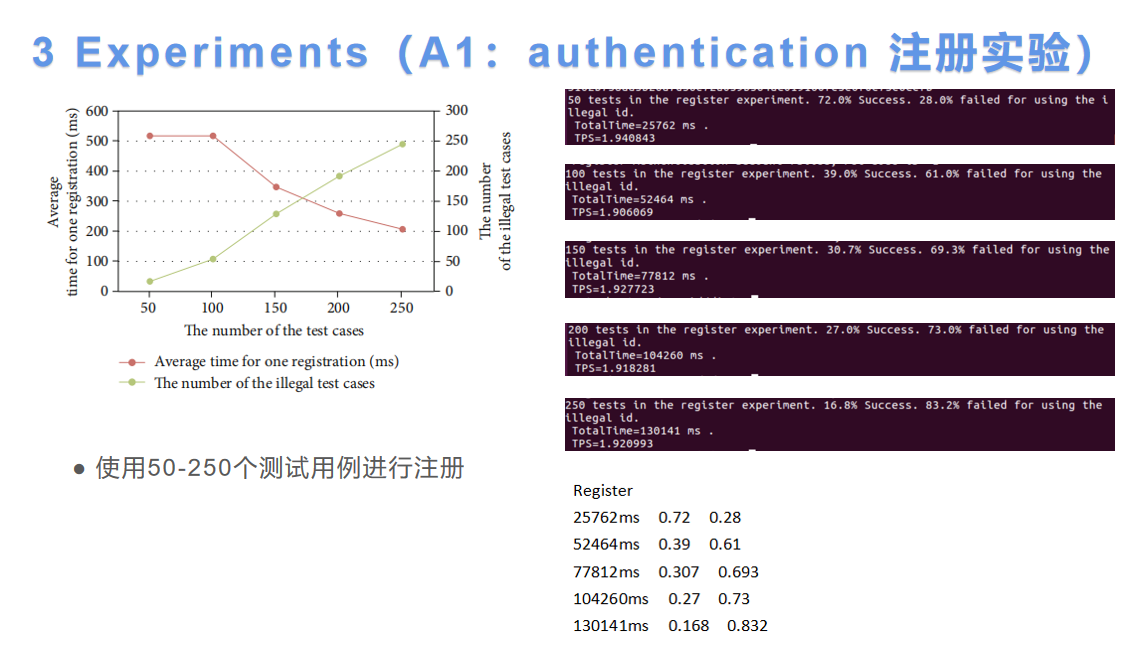 3 Experiments（A1：authentication 注册实验）
600
500
400
300
200
100
0
300
250
200
150
100
50
0
Average
time for one registraion (ms)
The number
of the illegal test cases
50 100 150 200 250
The number of the test cases
Average time for one registration (ms)
The number of the illegal test cases
● 使用50-250个测试用例进行注册
50 tests in the register experiment. 72.0% Success. 28.0% failed for using the i
llegal id.
TotalTime=25762 ms .
TPS=1.940843
100 tests in the register experiment. 39.0% Success. 61.0% failed for using the
illegal id.
TotalTime=52464 ms .
TPS=1.906069
150 tests in the register experiment. 30.7% Success. 69.3% failed for using the
illegal id.
TotalTime=77812 ms .
TPS=1.927723
200 tests in the register experiment. 27.0% Success. 73.0% failed for using the
illegal id.
TotalTime=104260 ms .
TPS=1.918281
250 tests in the register experiment. 16.8% Success. 83.2% failed for using the
illegal id.
TotalTime=130141 ms .
TPS=1.920993
Register
25762ms 0.72 0.28
52464ms 0.39 0.61
77812ms 0.307 0.693
104260ms 0.27 0.73
130141ms 0.168 0.832